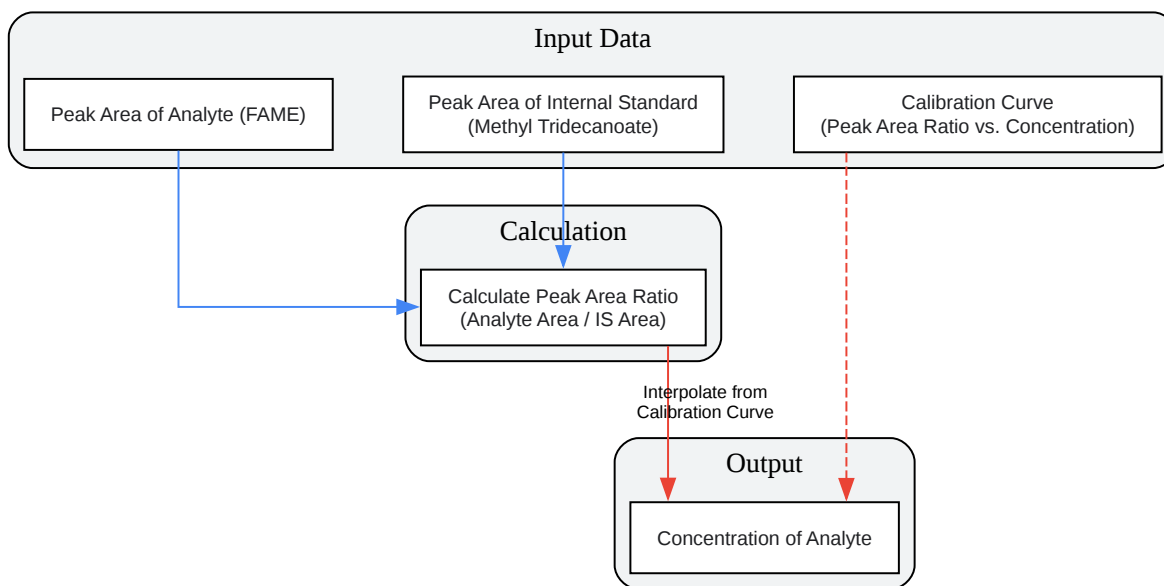 Input Data
Peak Area of Analyte (FAME)
Peak Area of Internal Standard
(Methyl Tridecanoate)
Calibration Curve
(Peak Area Ratio vs. Concentration)
Calculation
Calculate Peak Area Ratio
(Analyte Area / IS Area)
Interpolate from
Calibration Curve
Output
Concentration of Analyte